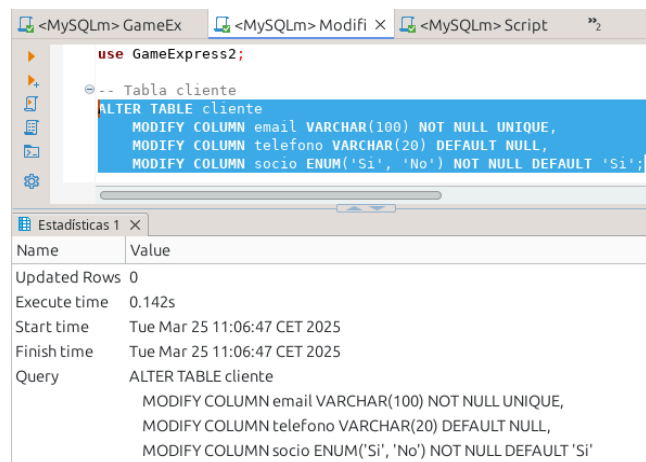 <MySQLm> GameEx <MySQLm> Modifi <MySQLm> Script »2
use GameExpress2;
-- Tabla cliente
ALTER TABLE cliente
MODIFY COLUMN email VARCHAR(100) NOT NULL UNIQUE,
MODIFY COLUMN telefono VARCHAR(20) DEFAULT NULL,
MODIFY COLUMN socio ENUM('Si', 'No') NOT NULL DEFAULT 'Si';
Estadísticas 1
Name Value
Updated Rows 0
Execute time 0.142s
Start time Tue Mar 25 11:06:47 CET 2025
Finish time Tue Mar 25 11:06:47 CET 2025
Query ALTER TABLE cliente
MODIFY COLUMN email VARCHAR(100) NOT NULL UNIQUE,
MODIFY COLUMN telefono VARCHAR(20) DEFAULT NULL,
MODIFY COLUMN socio ENUM('Si', 'No') NOT NULL DEFAULT 'Si'